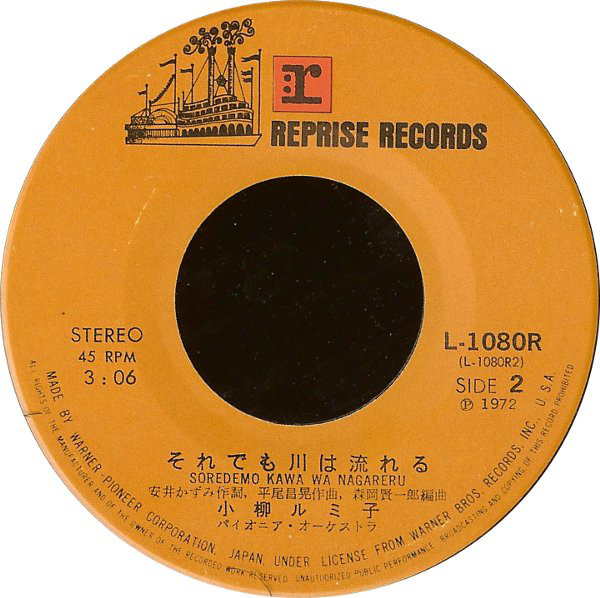 r
REPRISE RECORDS
STEREO
45 RPM
3:06
L-1080R
(L-1080R2)
SIDE 2
Ⓟ 1972
それでも川は流れる
SOREDEMO KAWA WA NAGARERU
安井かずみ作詞, 平尾昌晃作曲, 森岡賢一郎編曲
小柳ルミ子
パイオニア・オーケストラ
MADE BY WARNER-PIONEER CORPORATION, JAPAN, UNDER LICENSE FROM WARNER BROS. RECORDS, INC., U.S.A.
ALL RIGHTS OF THE MANUFACTURER AND OF THE OWNER OF THE RECORDED WORK RESERVED. UNAUTHORIZED PUBLIC PERFORMANCE, BROADCASTING AND COPYING OF THIS RECORD PROHIBITED